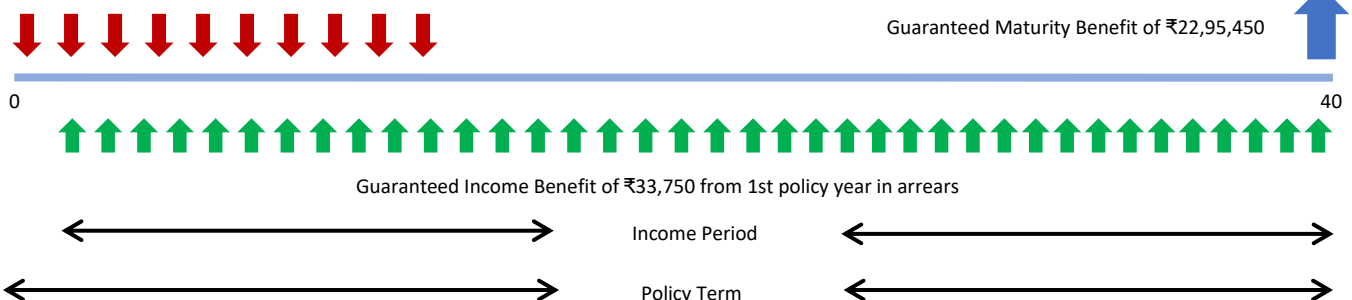 Guaranteed Maturity Benefit of ₹22,95,450
0
40
Guaranteed Income Benefit of ₹33,750 from 1st policy year in arrears
Income Period
Policy Term